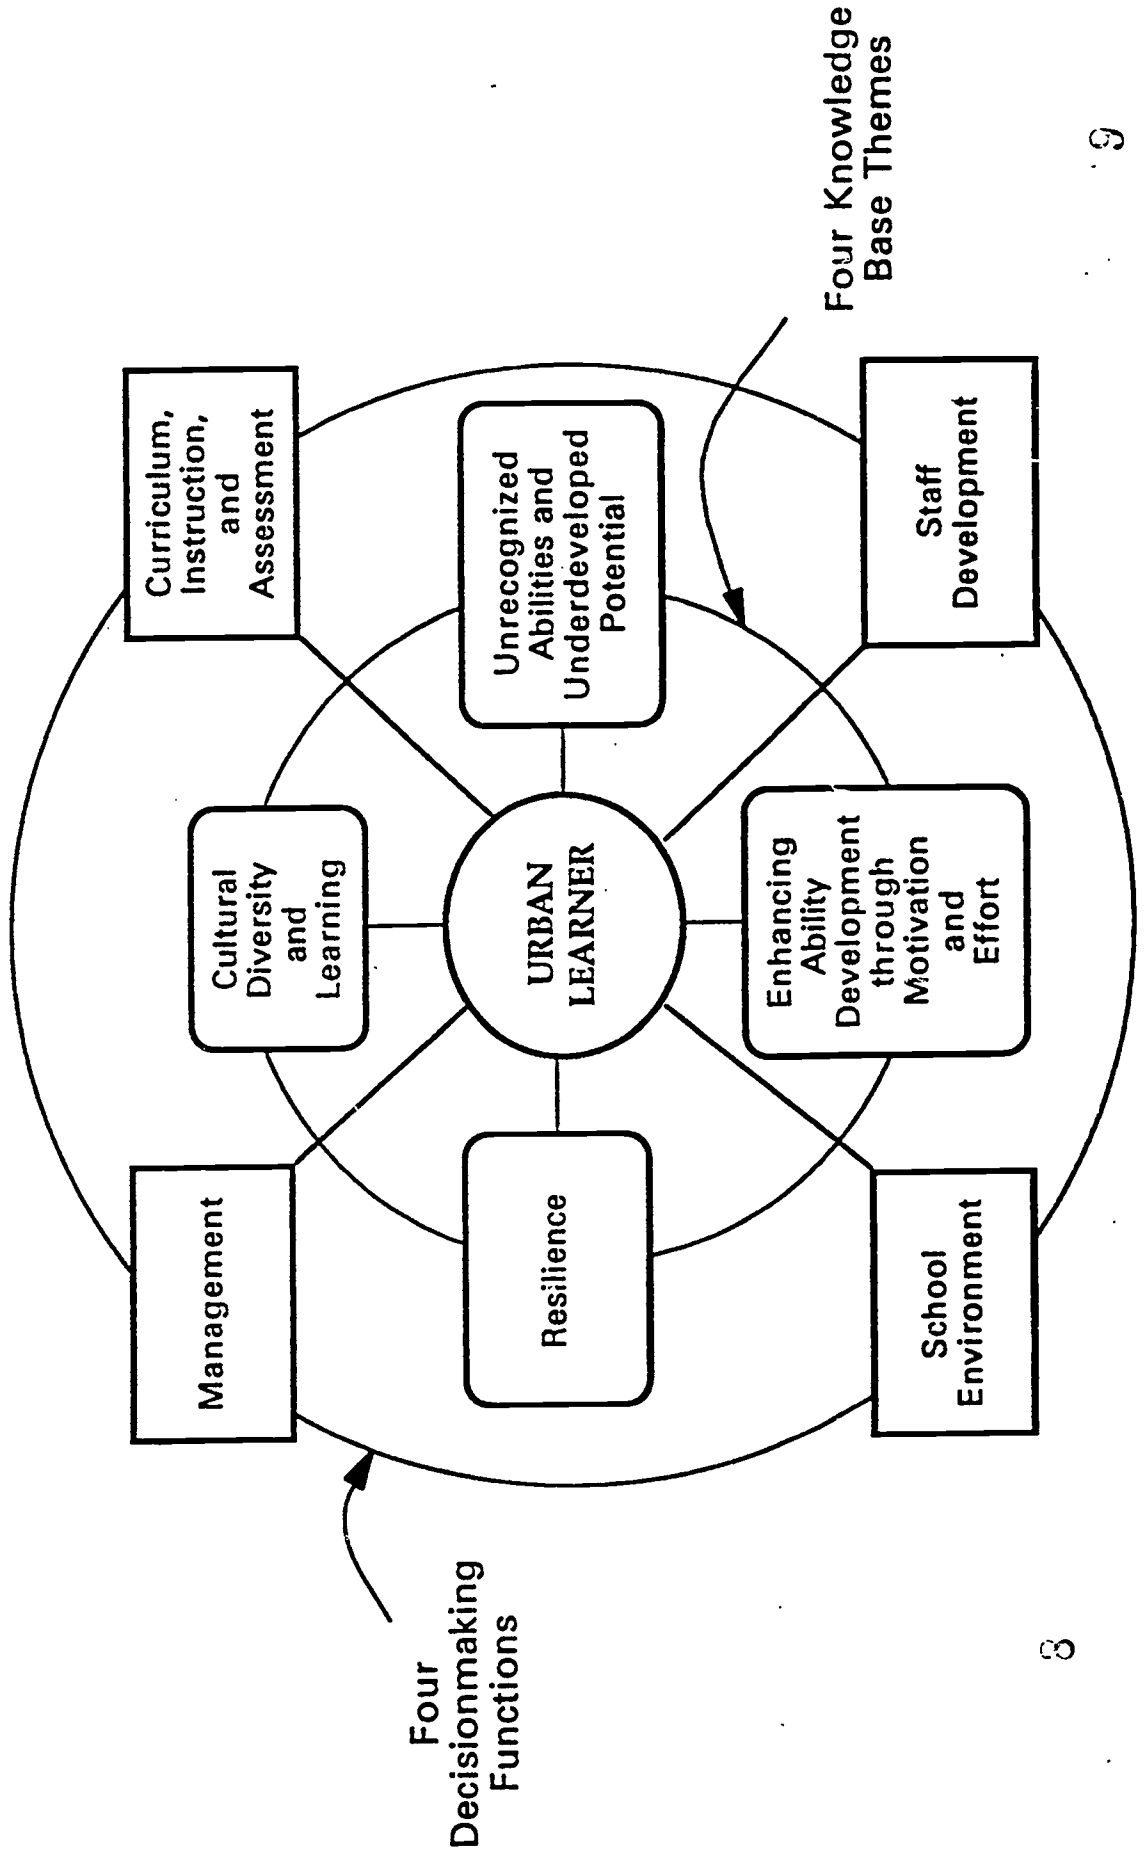 Management
Curriculum,
Instruction,
and
Assessment
Cultural
Diversity
and
Learning
Four
Decisionmaking
Functions
Resilience
URBAN
LEARNER
Unrecognized
Abilities and
Underdeveloped
Potential
Enhancing
Ability
Development
through
Motivation
and
Effort
Four Knowledge
Base Themes
School
Environment
Staff
Development
8
9